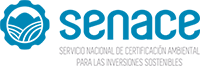 senace
SERVICIO NACIONAL DE CERTIFICACIÓN AMBIENTAL
PARA LAS INVERSIONES SOSTENIBLES